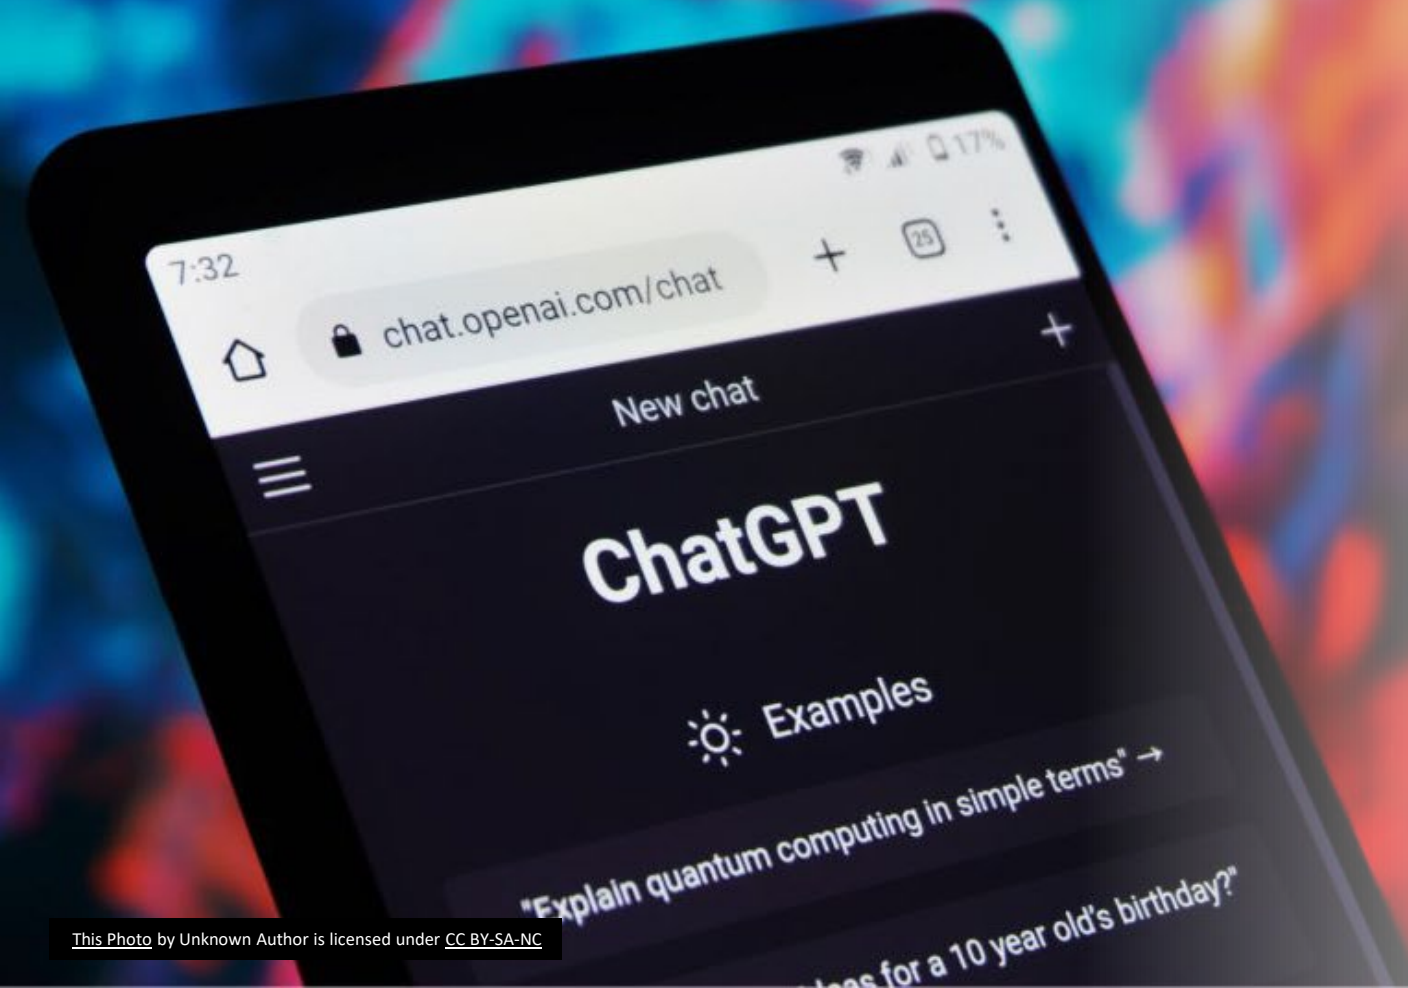 7:32 17%
chat.openai.com/chat 25
New chat
ChatGPT
Examples
"Explain quantum computing in simple terms" →
for a 10 year old's birthday?"
This Photo by Unknown Author is licensed under CC BY-SA-NC